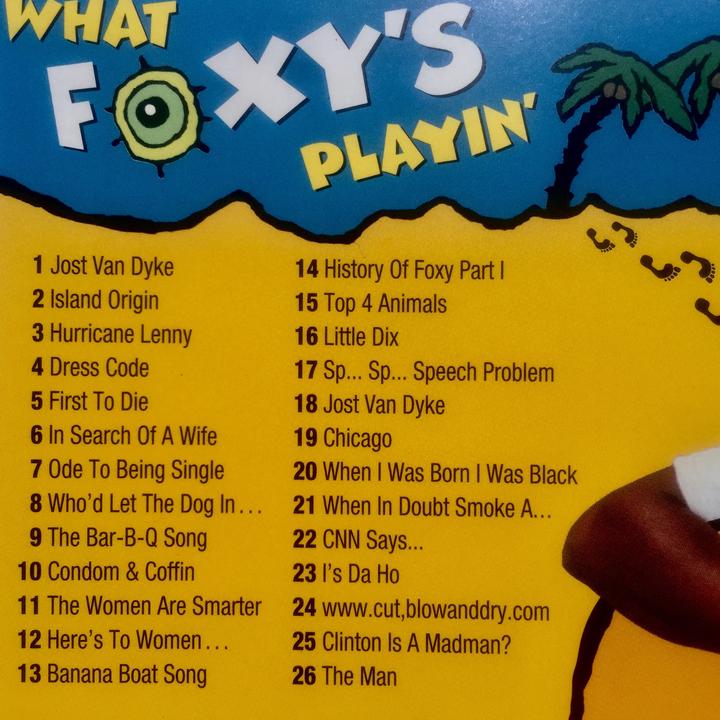 WHAT
FOXY'S
PLAYIN'
1 Jost Van Dyke
2 Island Origin
3 Hurricane Lenny
4 Dress Code
5 First To Die
6 In Search Of A Wife
7 Ode To Being Single
8 Who'd Let The Dog In...
9 The Bar-B-Q Song
10 Condom & Coffin
11 The Women Are Smarter
12 Here's To Women...
13 Banana Boat Song
14 History Of Foxy Part I
15 Top 4 Animals
16 Little Dix
17 Sp... Sp... Speech Problem
18 Jost Van Dyke
19 Chicago
20 When I Was Born I Was Black
21 When In Doubt Smoke A...
22 CNN Says...
23 I's Da Ho
24 www.cut,blowanddry.com
25 Clinton Is A Madman?
26 The Man